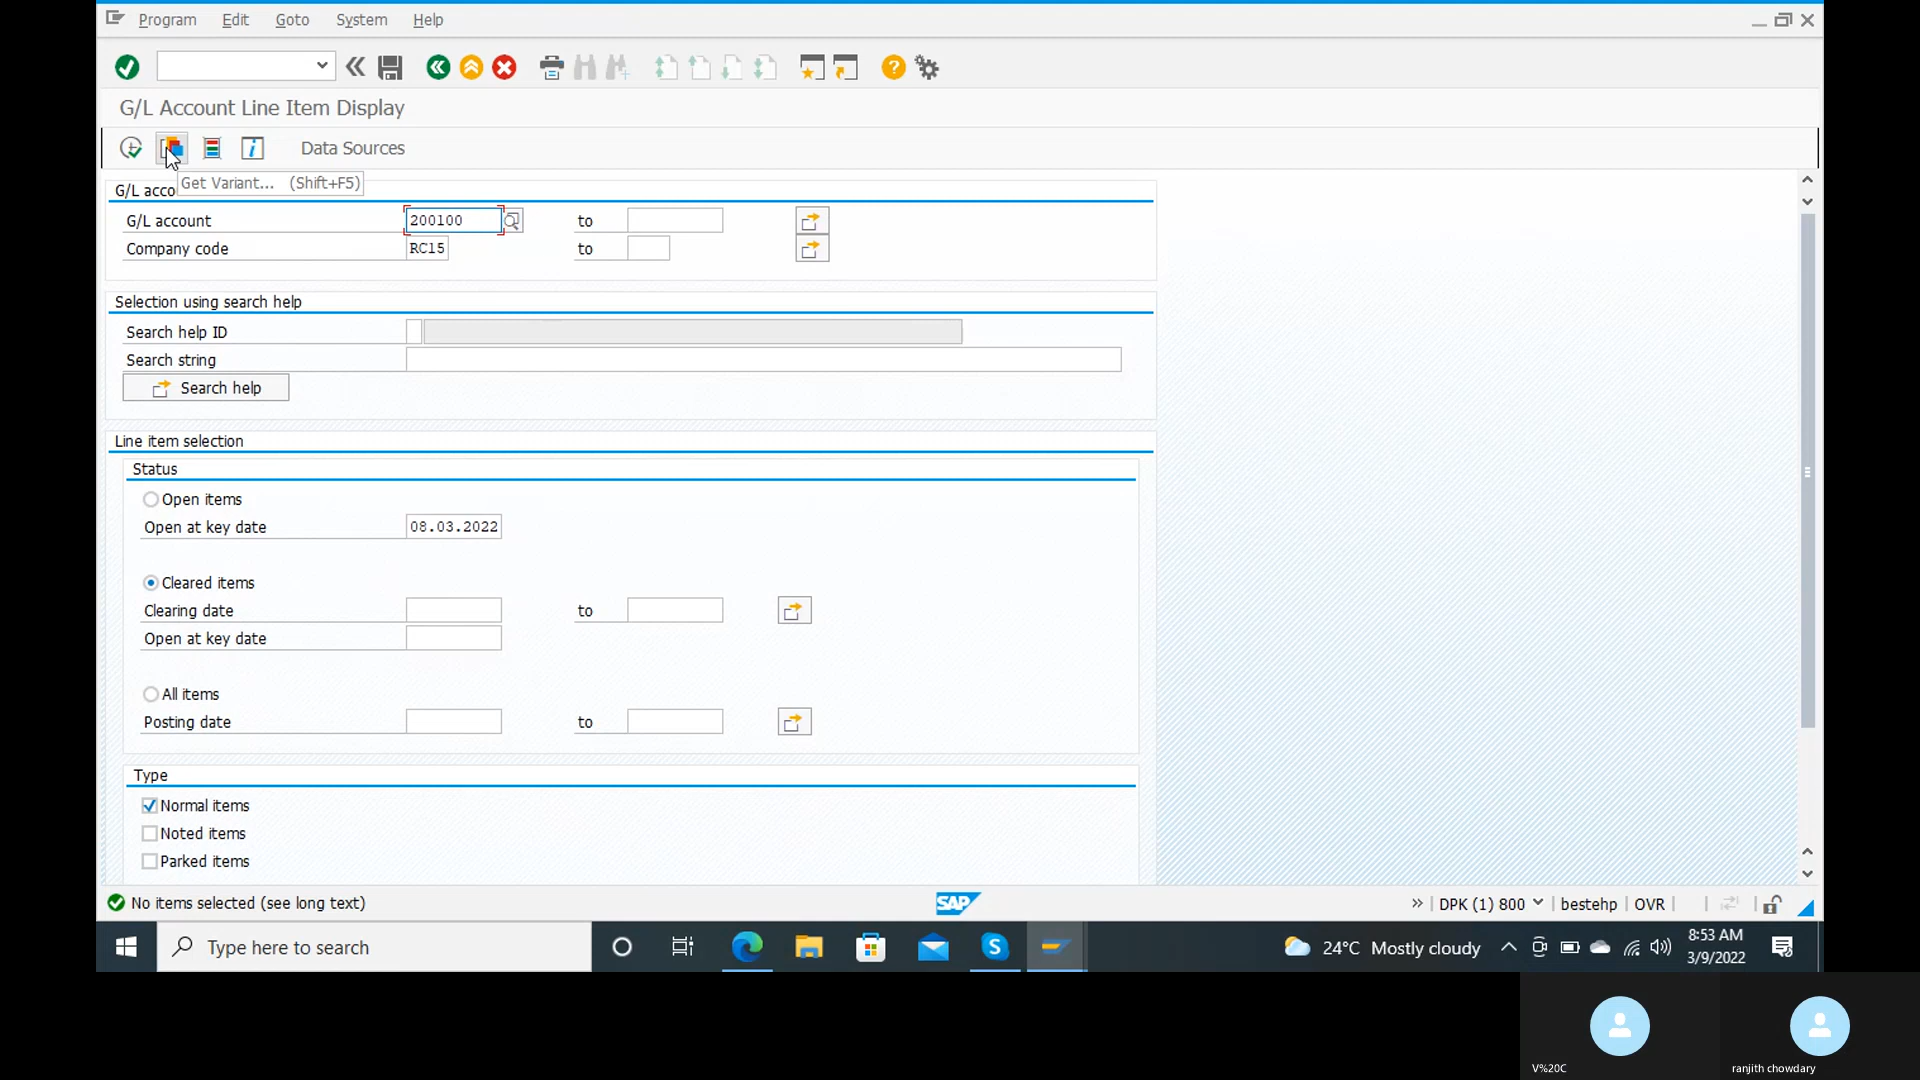 Program Edit Goto System Help
G/L Account Line Item Display
Data Sources
Get Variant... (Shift+F5)
G/L acco
G/L account 200100 to
Company code RC15 to
Selection using search help
Search help ID
Search string
Search help
Line item selection
Status
Open items
Open at key date 08.03.2022
Cleared items
Clearing date to
Open at key date
All items
Posting date to
Type
Normal items
Noted items
Parked items
No items selected (see long text) SAP DPK (1) 800 bestehp OVR
Type here to search 24°C Mostly cloudy 8:53 AM
3/9/2022
V%20C ranjith chowdary